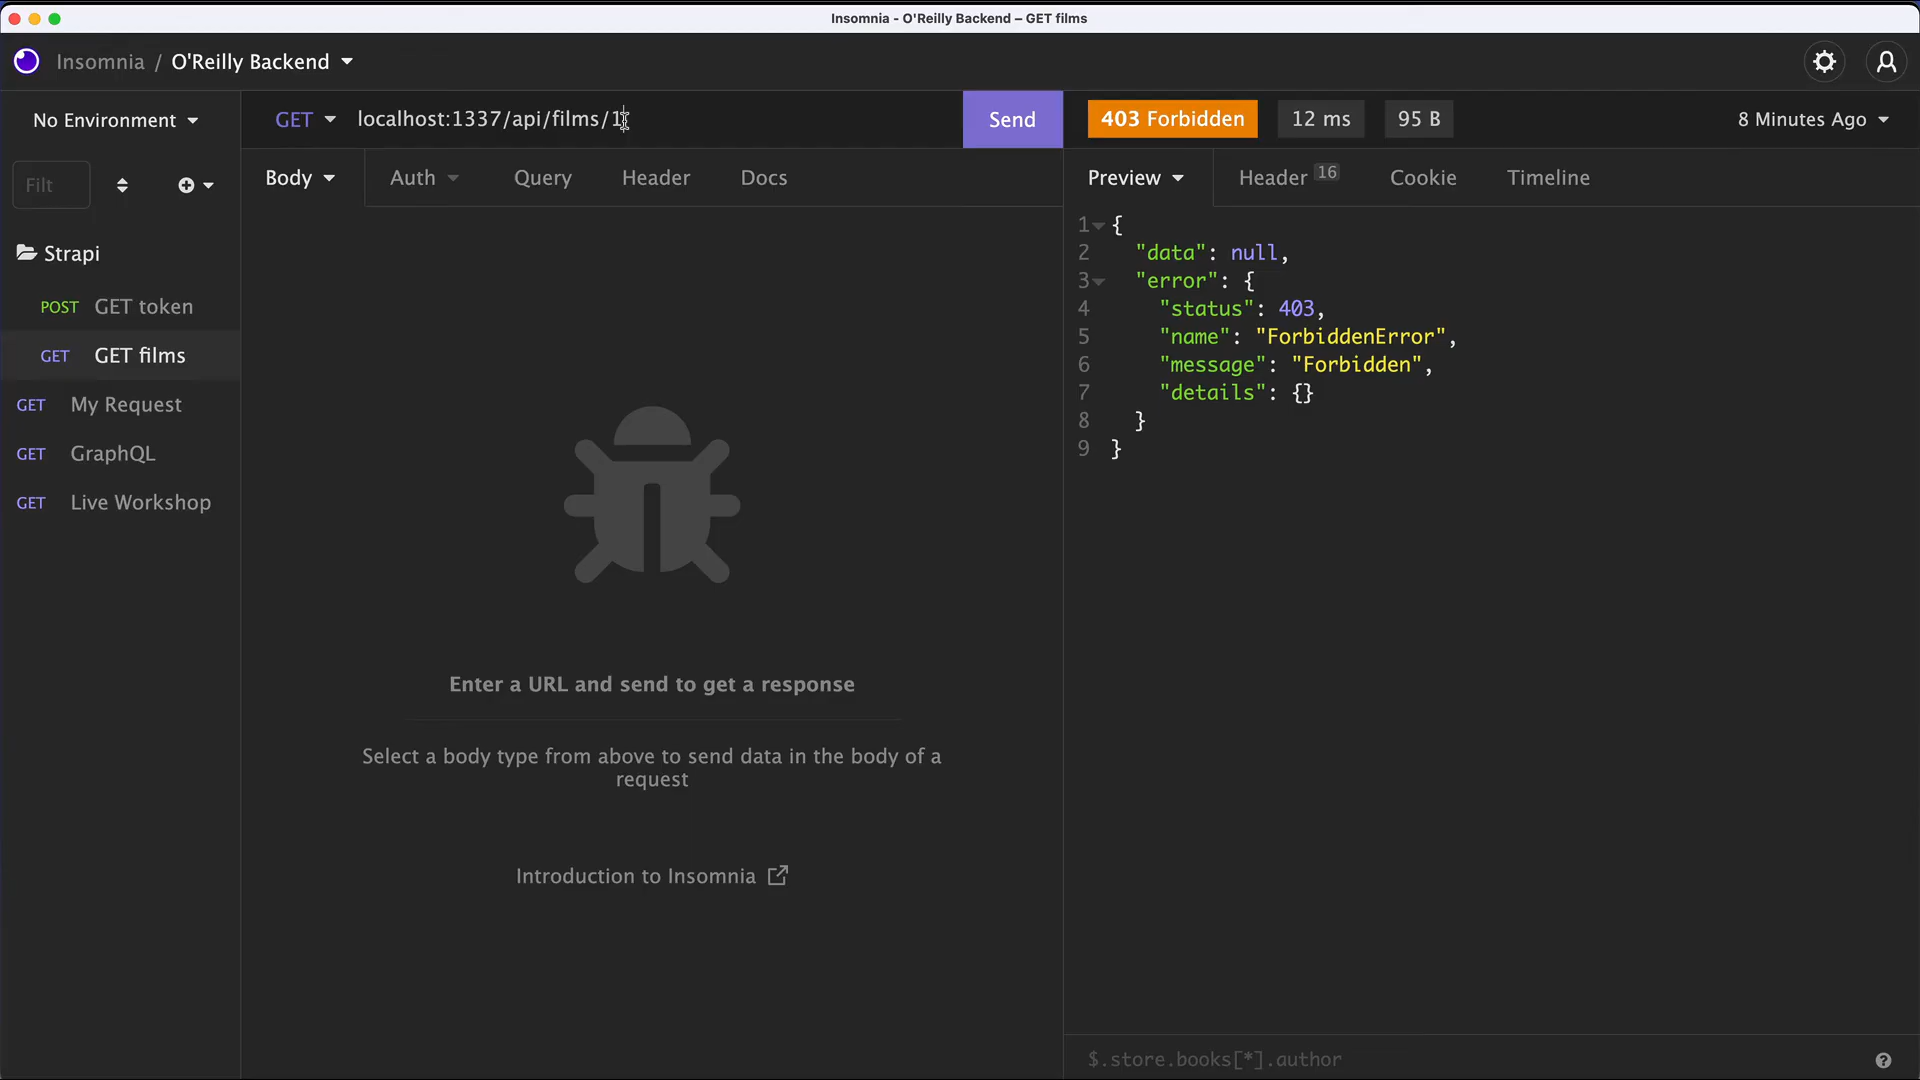 Insomnia - O'Reilly Backend – GET films
Insomnia / O'Reilly Backend
No Environment
GET localhost:1337/api/films/1
Send
403 Forbidden 12 ms 95 B
8 Minutes Ago
Filt
Body Auth Query Header Docs
Preview Header 16 Cookie Timeline
Strapi
POST GET token
GET GET films
GET My Request
GET GraphQL
GET Live Workshop
Enter a URL and send to get a response
Select a body type from above to send data in the body of a
request
Introduction to Insomnia
1 {
2 "data": null,
3 "error": {
4 "status": 403,
5 "name": "ForbiddenError",
6 "message": "Forbidden",
7 "details": {}
8 }
9 }
$.store.books[*].author